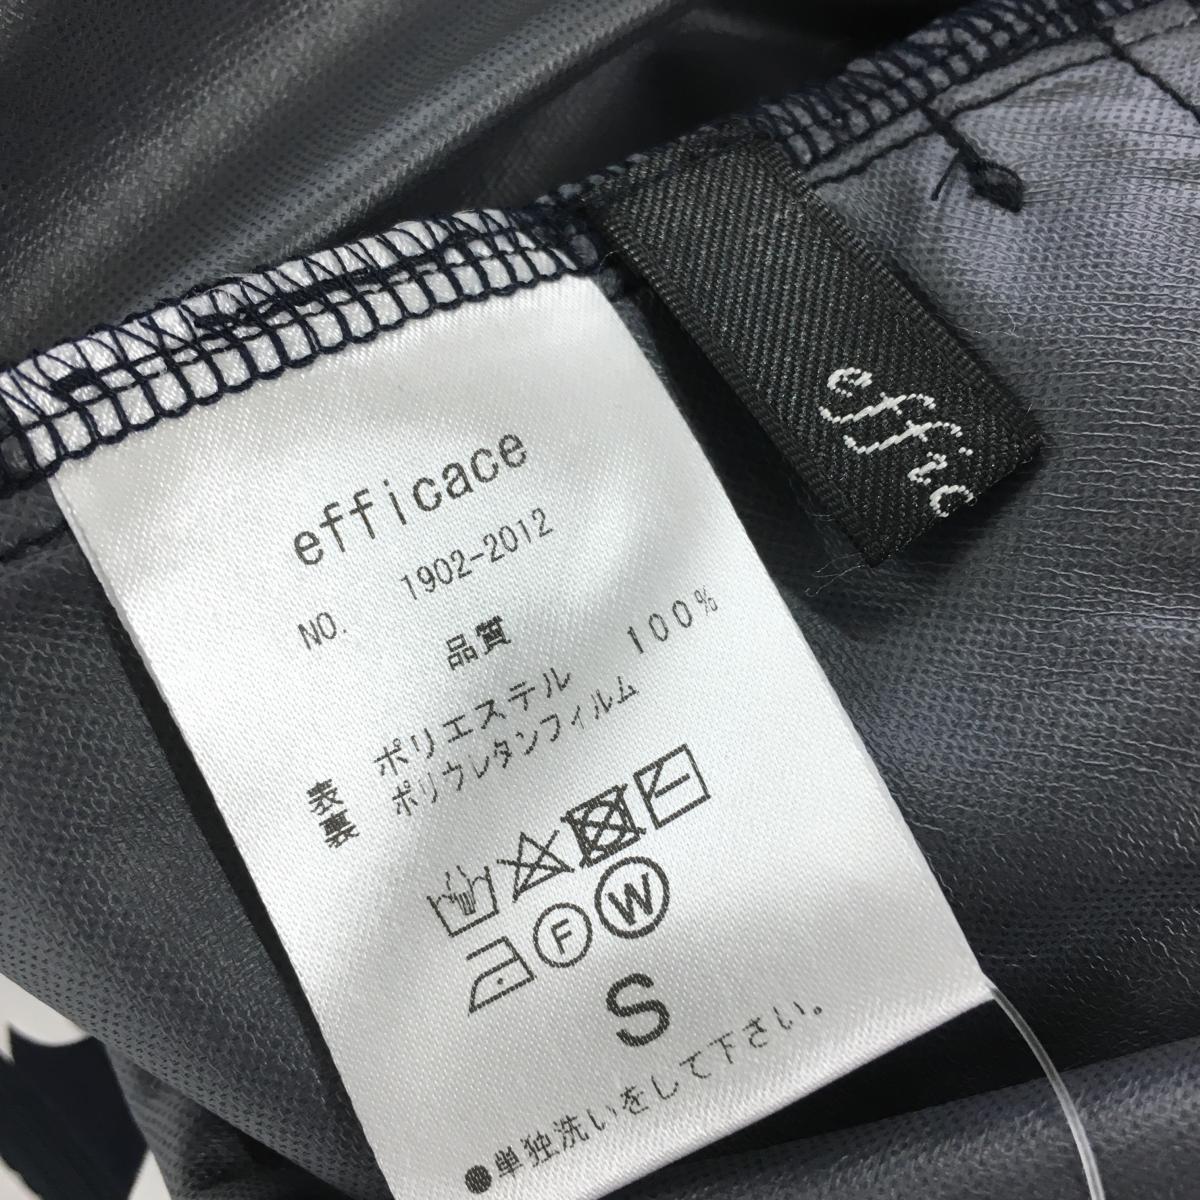 effic
efficace
NO. 1902-2012
品質
表 ポリエステル 100%
裏 ポリウレタンフィルム
F W
S
●単独洗いをして下さい。